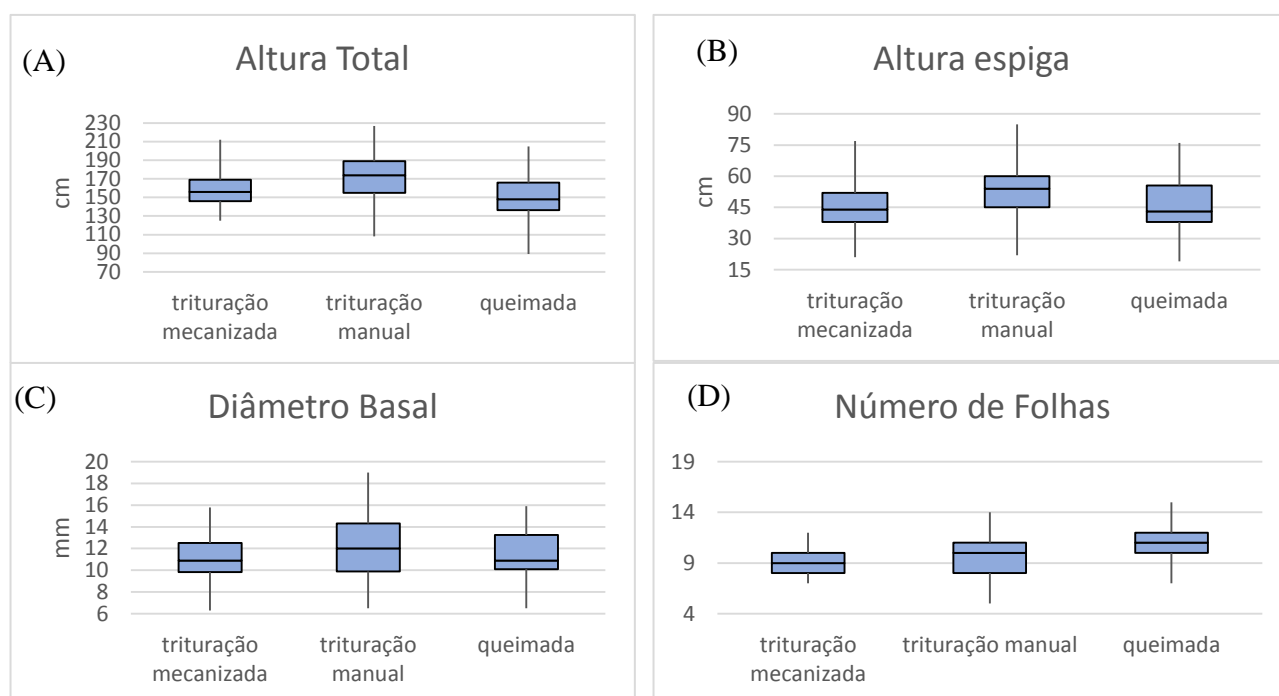 (A)
Altura Total
cm
230
210
190
170
150
130
110
90
70
trituração
mecanizada
trituração
manual
queimada
(B)
Altura espiga
cm
90
75
60
45
30
15
trituração
mecanizada
trituração
manual
queimada
(C)
Diâmetro Basal
mm
20
18
16
14
12
10
8
6
trituração
mecanizada
trituração
manual
queimada
(D)
Número de Folhas
19
14
9
4
trituração
mecanizada
trituração manual
queimada